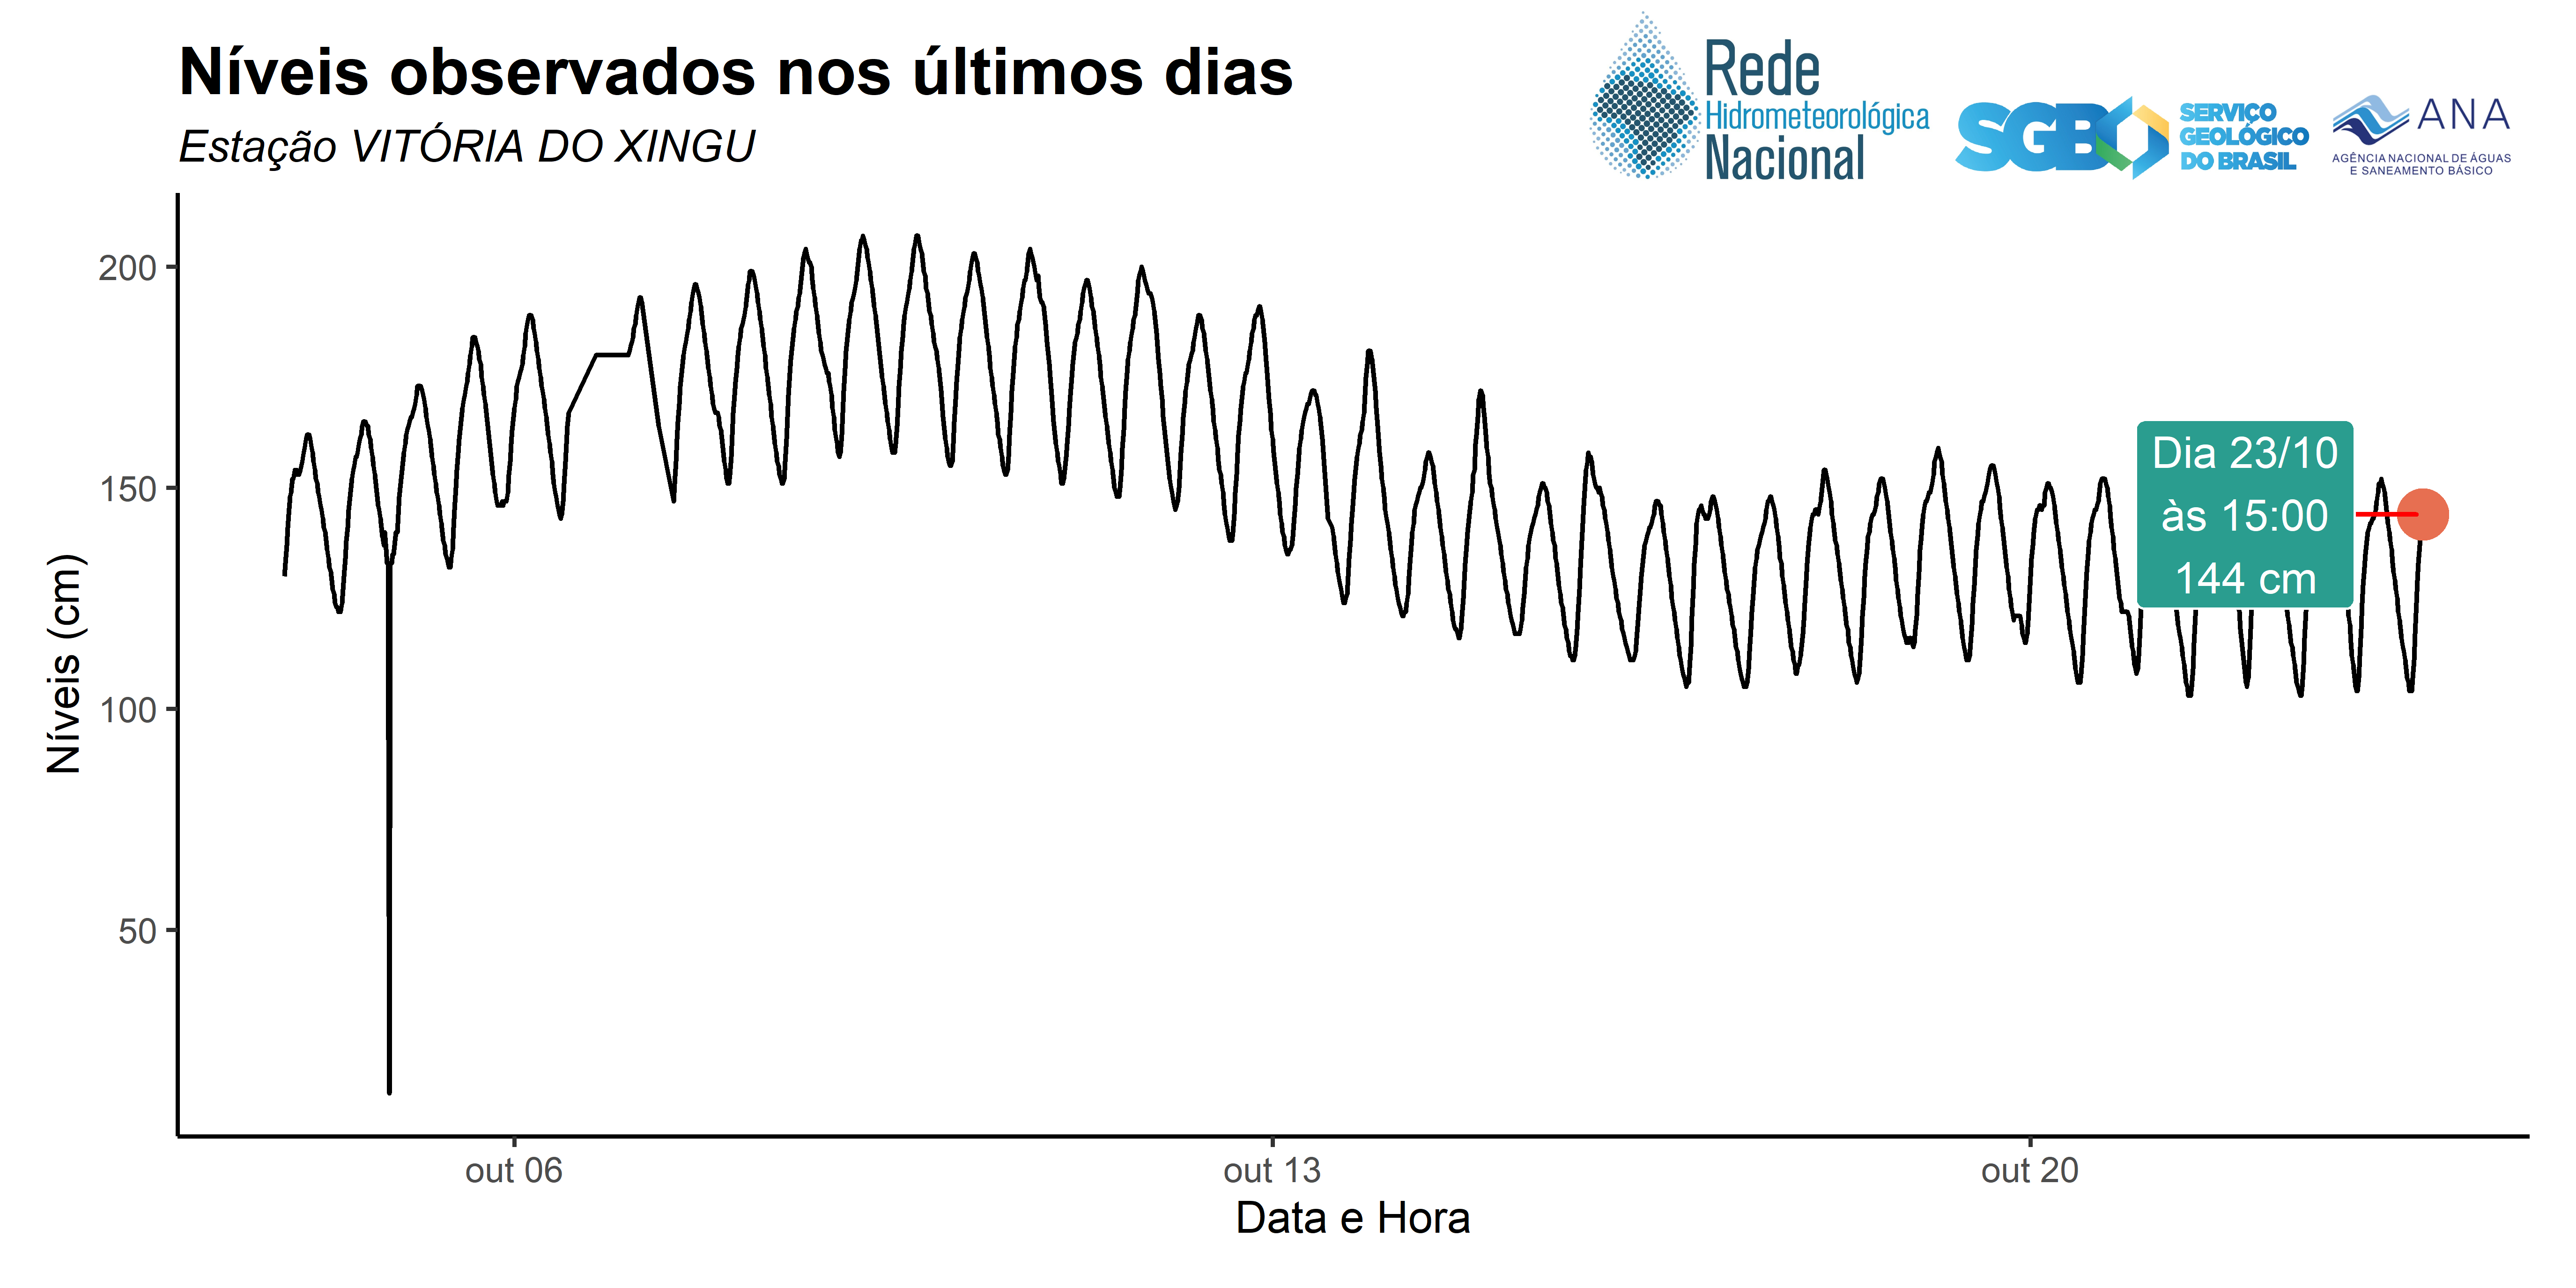 Níveis observados nos últimos dias
Estação VITÓRIA DO XINGU
Rede
Hidrometeorológica
Nacional
SGB
SERVIÇO
GEOLÓGICO
DO BRASIL
ANA
AGÊNCIA NACIONAL DE ÁGUAS
E SANEAMENTO BÁSICO
Níveis (cm)
200
150
100
50
Dia 23/10
às 15:00
144 cm
out 06
out 13
out 20
Data e Hora